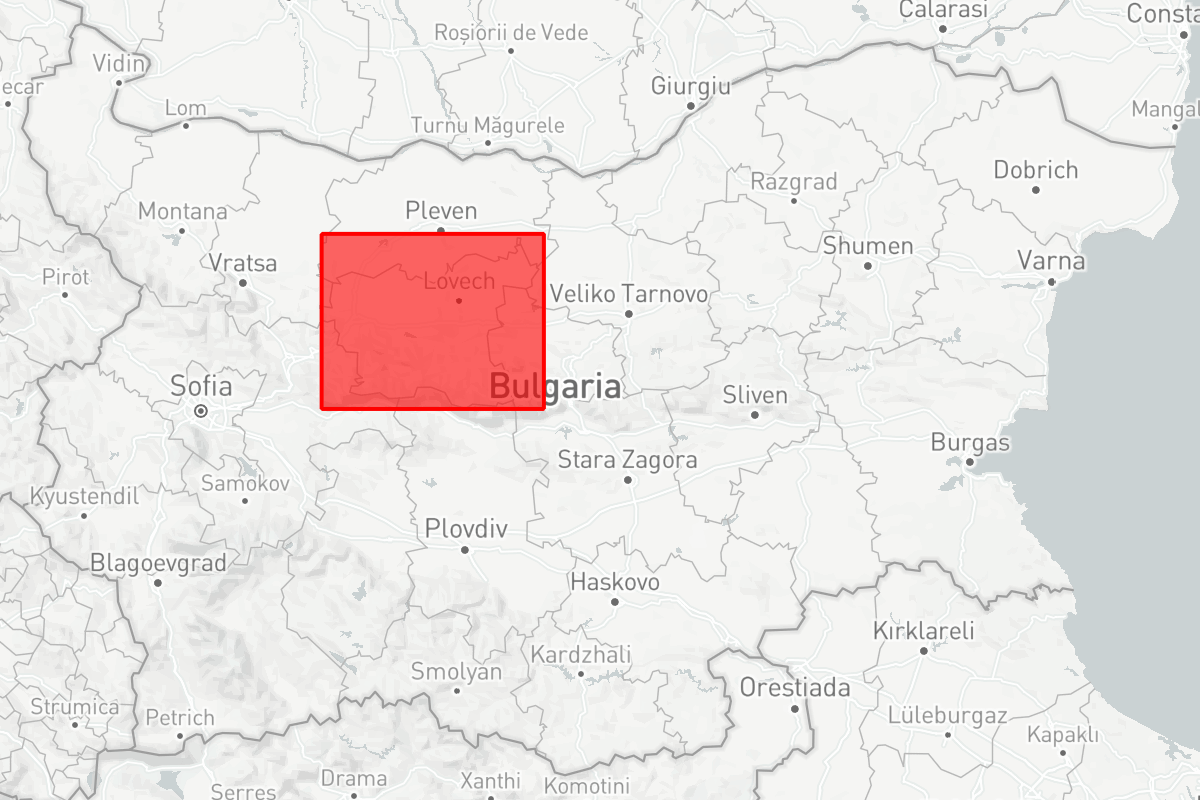 Calarasi
Consta
Roșiorii de Vede
Vidin
ecar
Giurgiu
Lom
Mangal
Turnu Măgurele
Dobrich
Razgrad
Pleven
Montana
Shumen
Varna
Vratsa
Pirot
Lovech
Veliko Tarnovo
Sofia
Bulgaria
Sliven
Burgas
Stara Zagora
Samokov
Kyustendil
Plovdiv
Blagoevgrad
Haskovo
Kırklareli
Kardzhali
Smolyan
Orestiada
Strumica
Petrich
Lüleburgaz
Kapaklı
Drama
Xanthi
Komotini
Serres